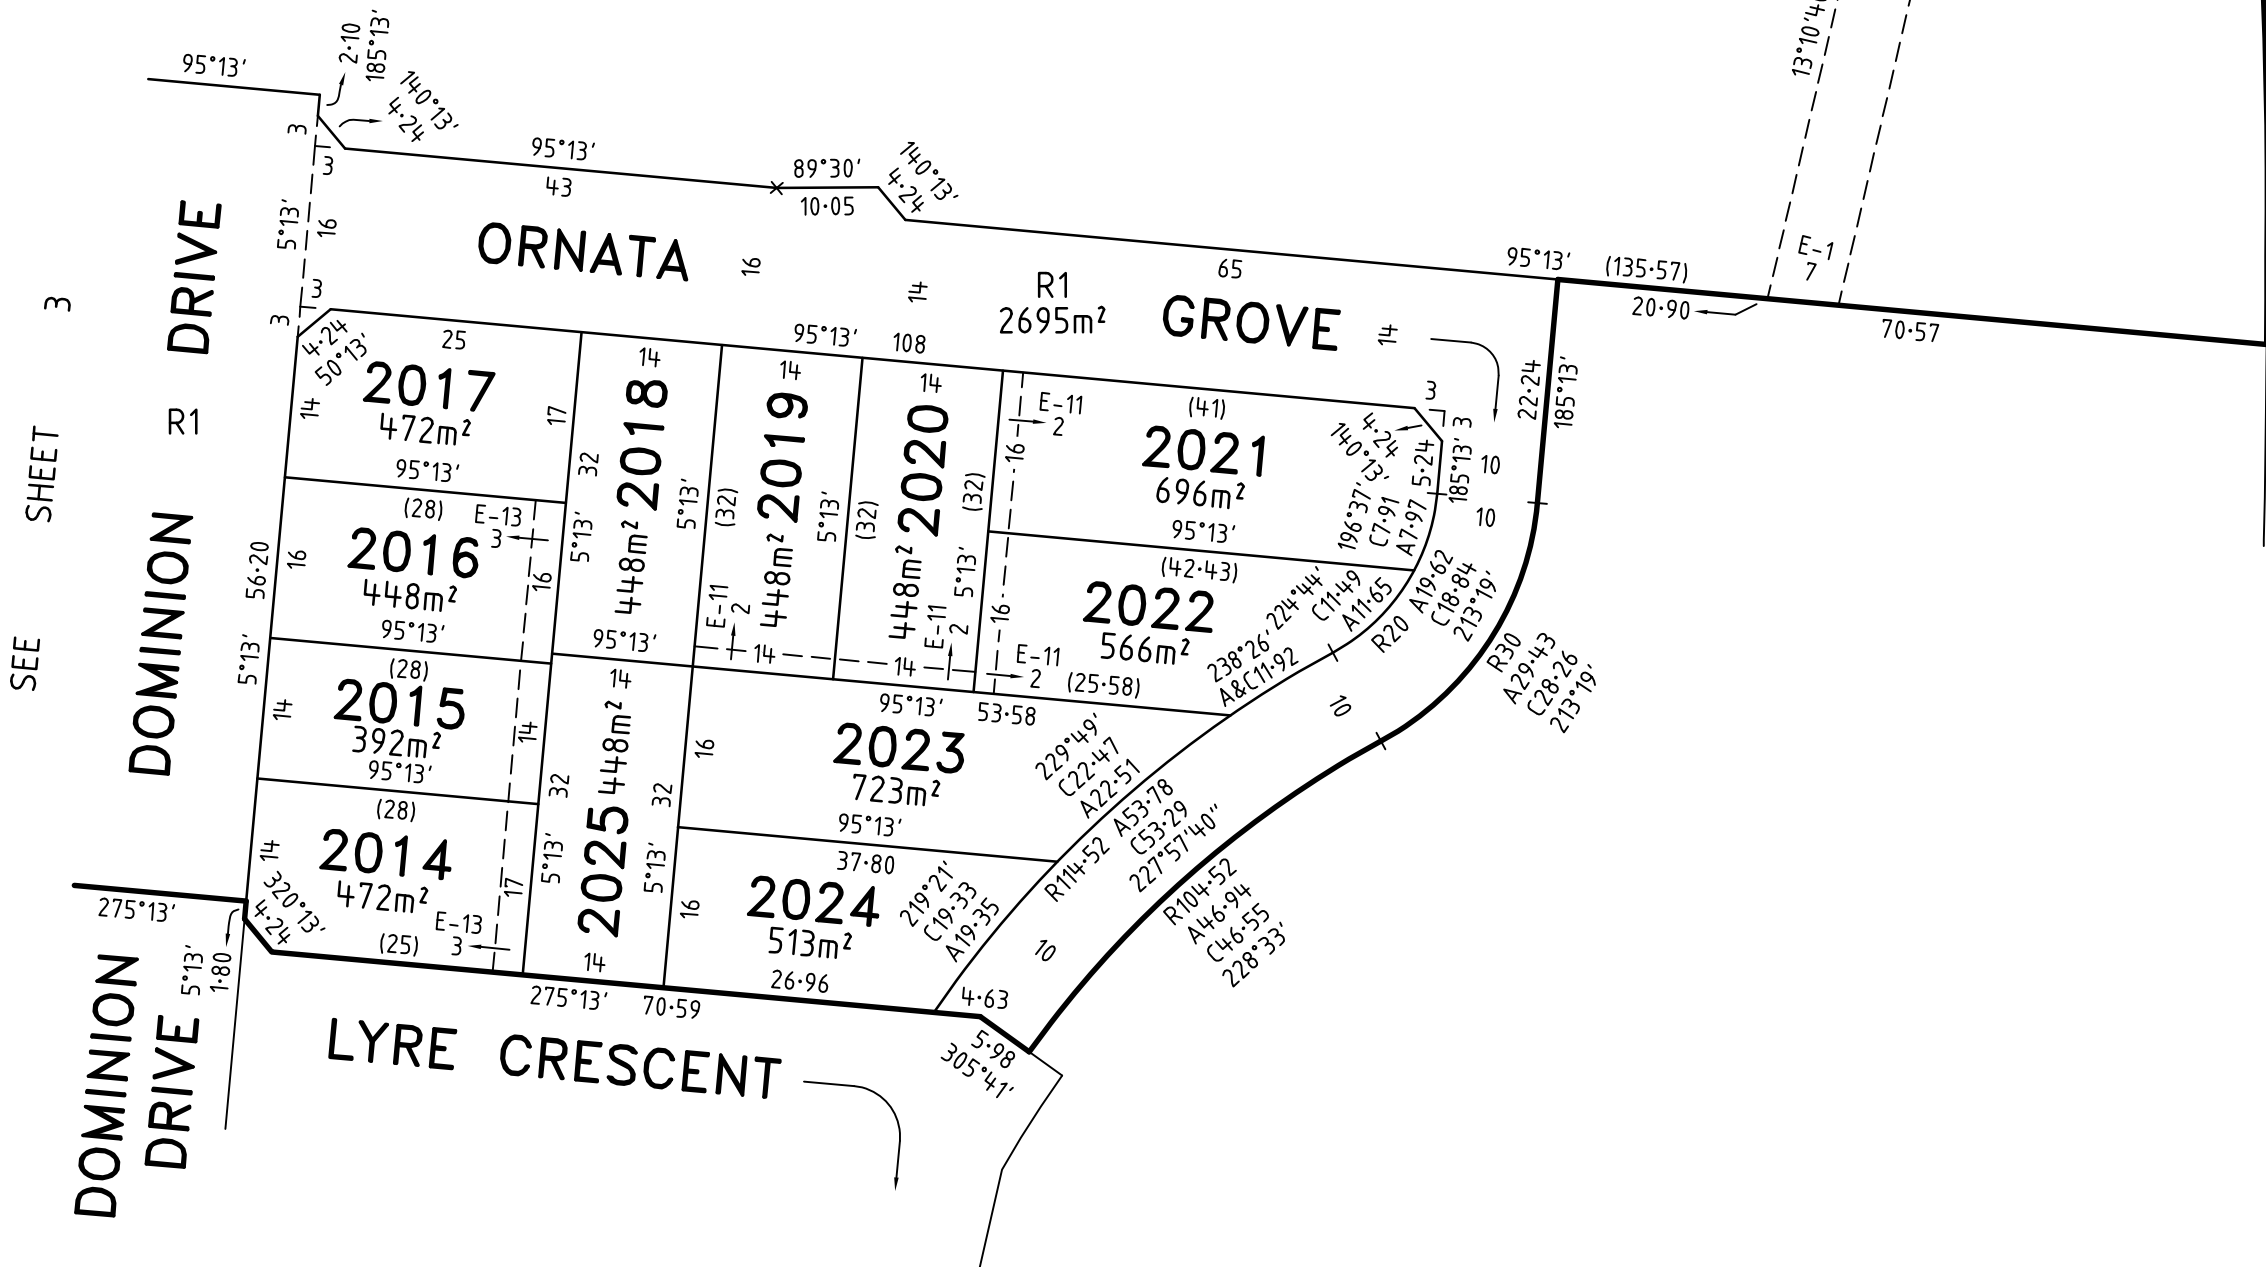 95°13'
2·10
185°13'
140°13'
4·24
3
3
95°13'
43
89°30'
10·05
140°13'
4·24
13°10'4
5°13'
16
ORNATA
16
14
R1
2695m²
65
GROVE
14
95°13'
(135·57)
20·90
E-1
7
70·57
22·24
185°13'
DRIVE
R1
DOMINION
SEE SHEET 3
3
3
4·24
50°13'
25
2017
472m²
14
17
95°13'
95°13'
108
14
2018
448m²
32
5°13'
5°13'
95°13'
14
2019
448m²
(32)
5°13'
E-11
2
14
14
2020
448m²
(32)
(32)
5°13'
E-11
2
14
E-11
2
16
(41)
2021
696m²
95°13'
3
3
4·24
140°13'
5·24
185°13'
10
10
196°37'
C7·91
A7·97
(28)
E-13
3
2016
448m²
16
16
95°13'
56·20
5°13'
(42·43)
2022
566m²
16
E-11
2
(25·58)
224°44'
C11·49
A11·65
238°26'
A&C11·92
R20
A19·62
C18·84
213°19'
R30
A29·43
C28·26
213°19'
(28)
2015
392m²
14
14
95°13'
14
2025
448m²
32
5°13'
32
5°13'
14
95°13'
53·58
2023
723m²
16
95°13'
229°49'
C22·47
A22·51
10
(28)
2014
472m²
14
17
320°13'
4·24
(25)
E-13
3
37·80
2024
513m²
16
26·96
219°21'
C19·33
A19·35
R114·52
A53·78
C53·29
227°57'40"
R104·52
A46·94
C46·55
228°33'
10
275°13'
5°13'
1·80
275°13'
70·59
4·63
5·98
305°41'
DOMINION
DRIVE
LYRE CRESCENT